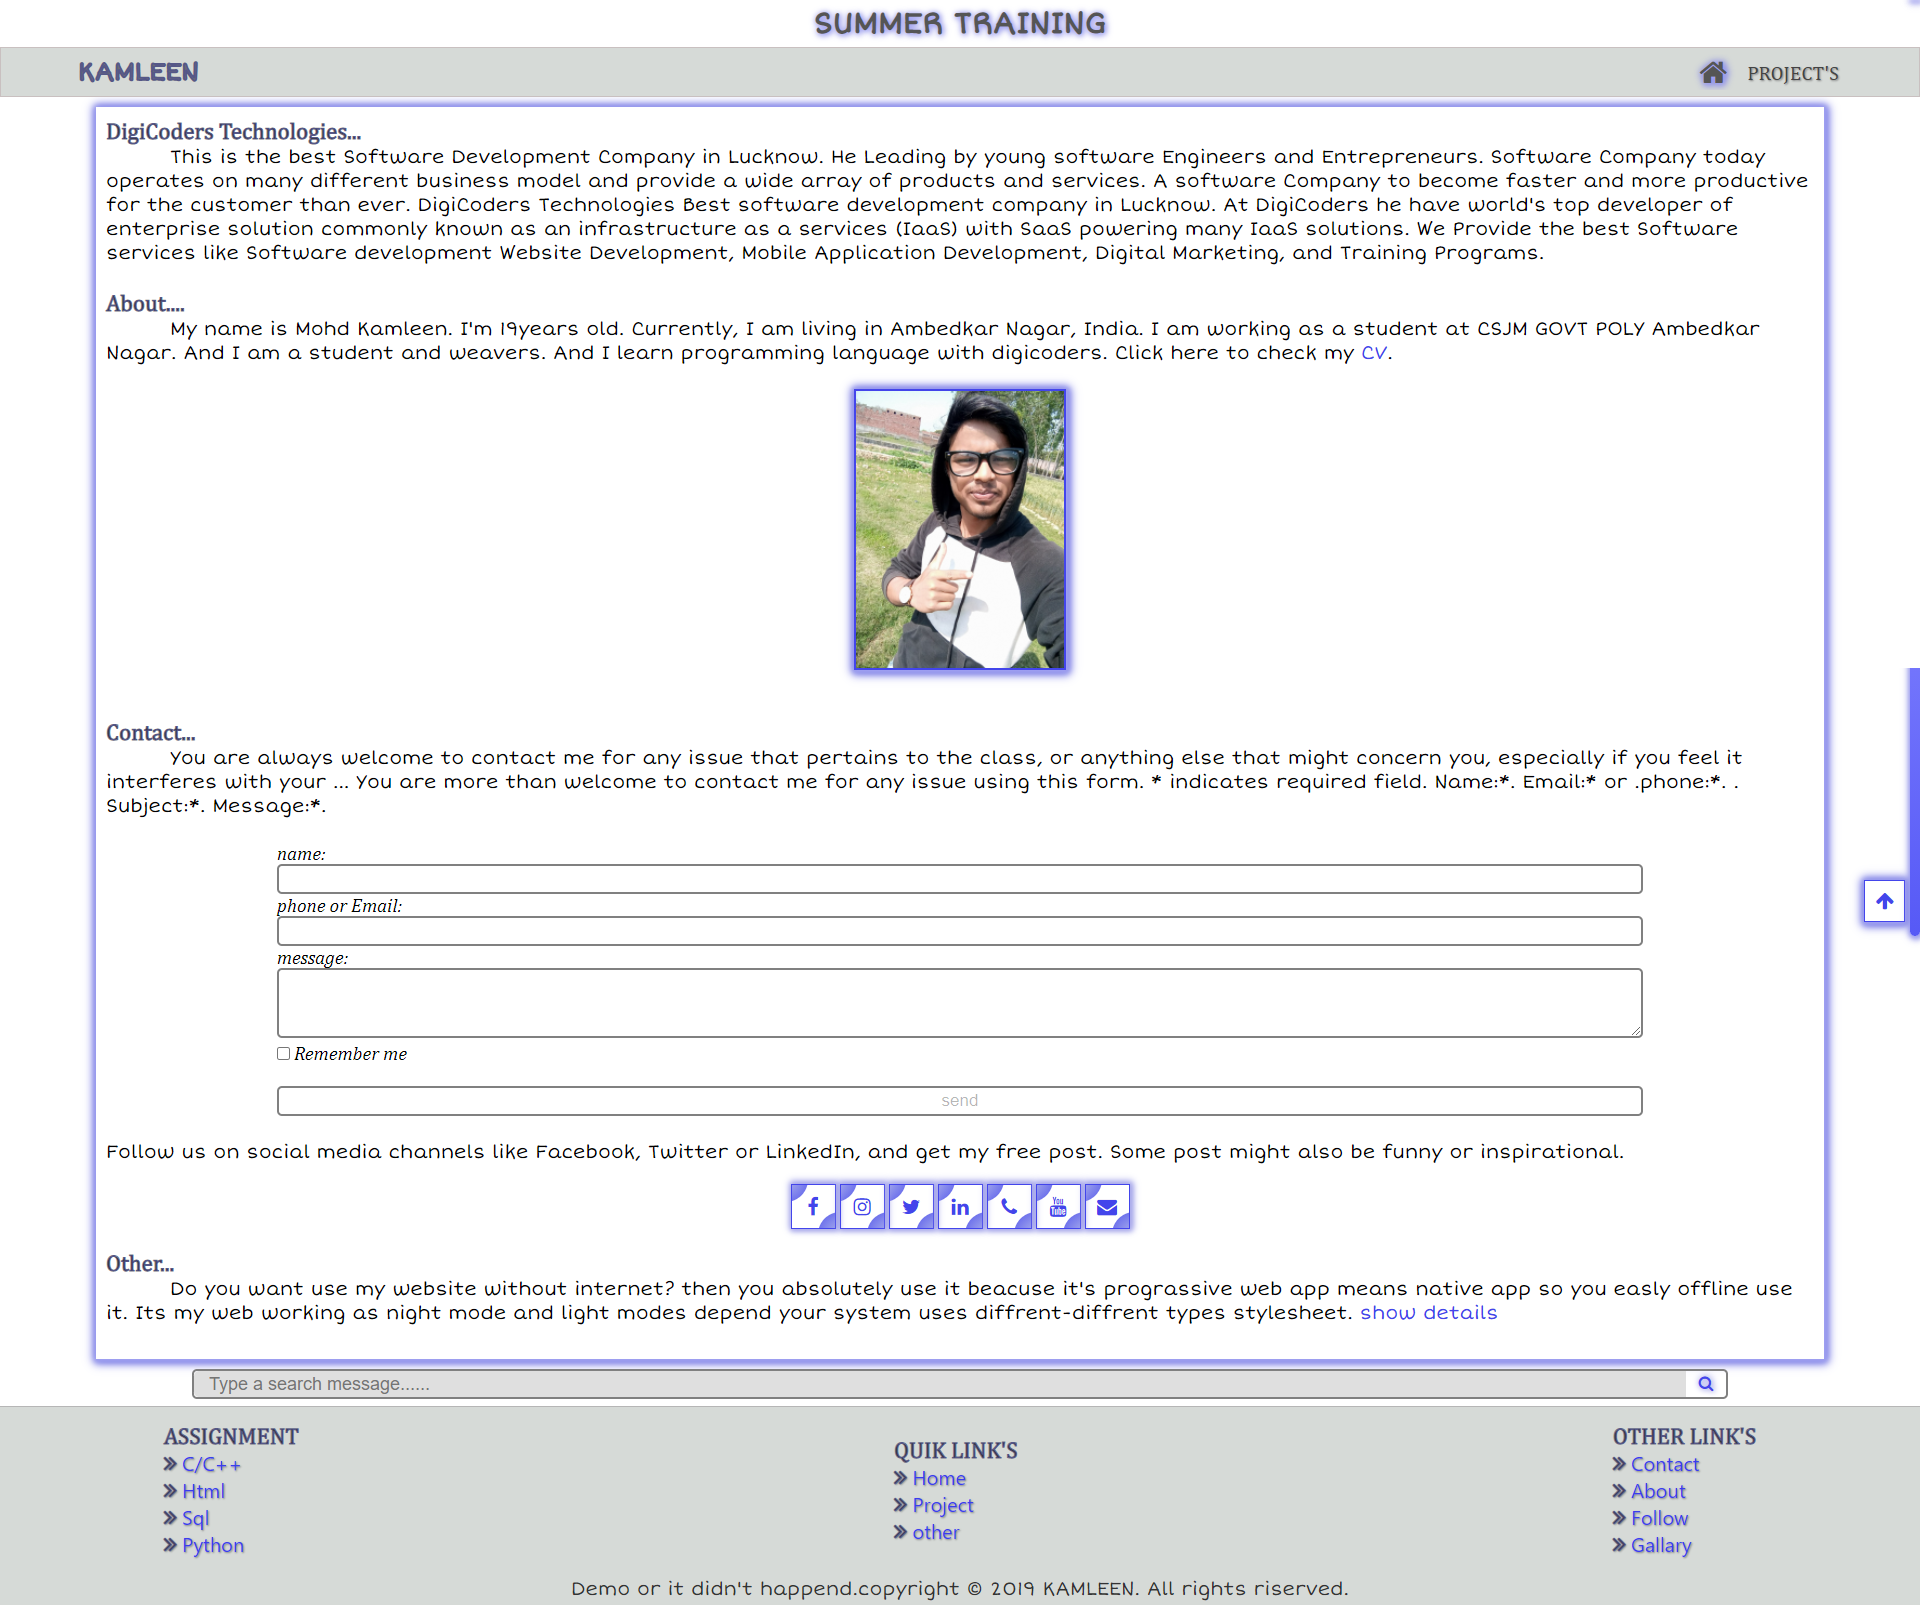 SUMMER TRAINING
KAMLEEN
PROJECT'S
DigiCoders Technologies...
This is the best Software Development Company in Lucknow. He Leading by young software Engineers and Entrepreneurs. Software Company today
operates on many different business model and provide a wide array of products and services. A software Company to become faster and more productive
for the customer than ever. DigiCoders Technologies Best software development company in Lucknow. At DigiCoders he have world's top developer of
enterprise solution commonly known as an infrastructure as a services (IaaS) with SaaS powering many IaaS solutions. We Provide the best Software
services like Software development Website Development, Mobile Application Development, Digital Marketing, and Training Programs.
About....
My name is Mohd Kamleen. I'm 19years old. Currently, I am living in Ambedkar Nagar, India. I am working as a student at CSJM GOVT POLY Ambedkar
Nagar. And I am a student and weavers. And I learn programming language with digicoders. Click here to check my CV.
Contact...
You are always welcome to contact me for any issue that pertains to the class, or anything else that might concern you, especially if you feel it
interferes with your ... You are more than welcome to contact me for any issue using this form. * indicates required field. Name:*. Email:* or .phone:*. .
Subject:*. Message:*.
name:
phone or Email:
message:
Remember me
send
Follow us on social media channels like Facebook, Twitter or LinkedIn, and get my free post. Some post might also be funny or inspirational.
You Tube
Other...
Do you want use my website without internet? then you absolutely use it beacuse it's prograssive web app means native app so you easly offline use
it. Its my web working as night mode and light modes depend your system uses diffrent-diffrent types stylesheet. show details
Type a search message......
ASSIGNMENT
C/C++
Html
Sql
Python
QUIK LINK'S
Home
Project
other
OTHER LINK'S
Contact
About
Follow
Gallary
Demo or it didn't happend.copyright © 2019 KAMLEEN. All rights riserved.